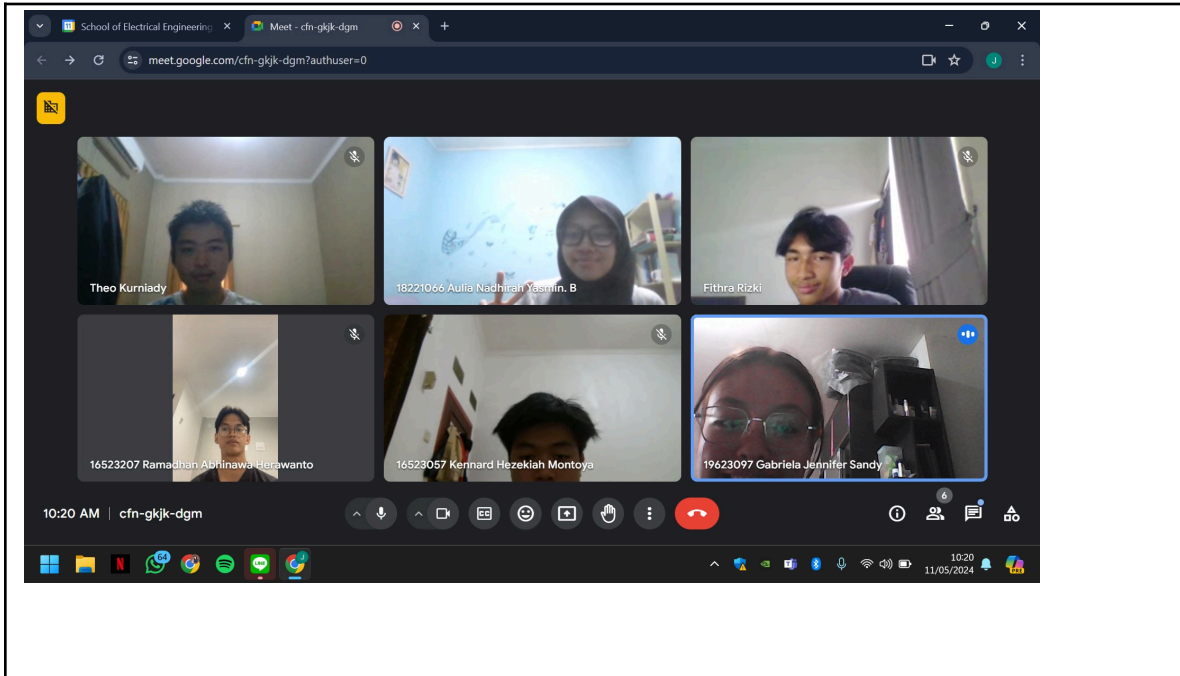 School of Electrical Engineering
Meet - cfn-gkjk-dgm
meet.google.com/cfn-gkjk-dgm?authuser=0
J
Theo Kurniady
18221066 Aulia Nadhirah Yasmin. B
Fithra Rizki
16523207 Ramadhan Abhinawa Herawanto
16523057 Kennard Hezekiah Montoya
19623097 Gabriela Jennifer Sandy
10:20 AM | cfn-gkjk-dgm
6
64
10:20
11/05/2024